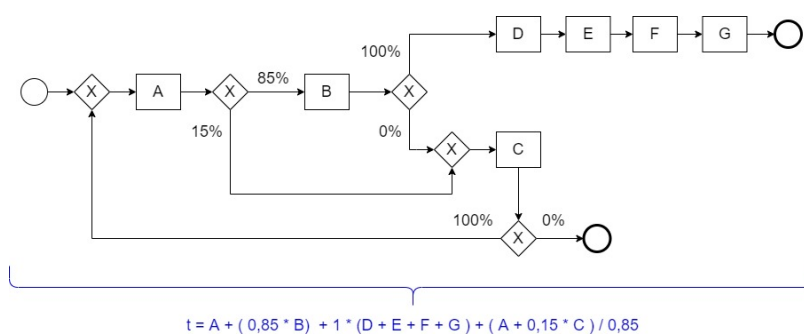 D E F G
100%
X A X 85% B X
15% 0%
X C
100% X 0%
t = A + ( 0,85 * B) + 1 * (D + E + F + G ) + ( A + 0,15 * C ) / 0,85